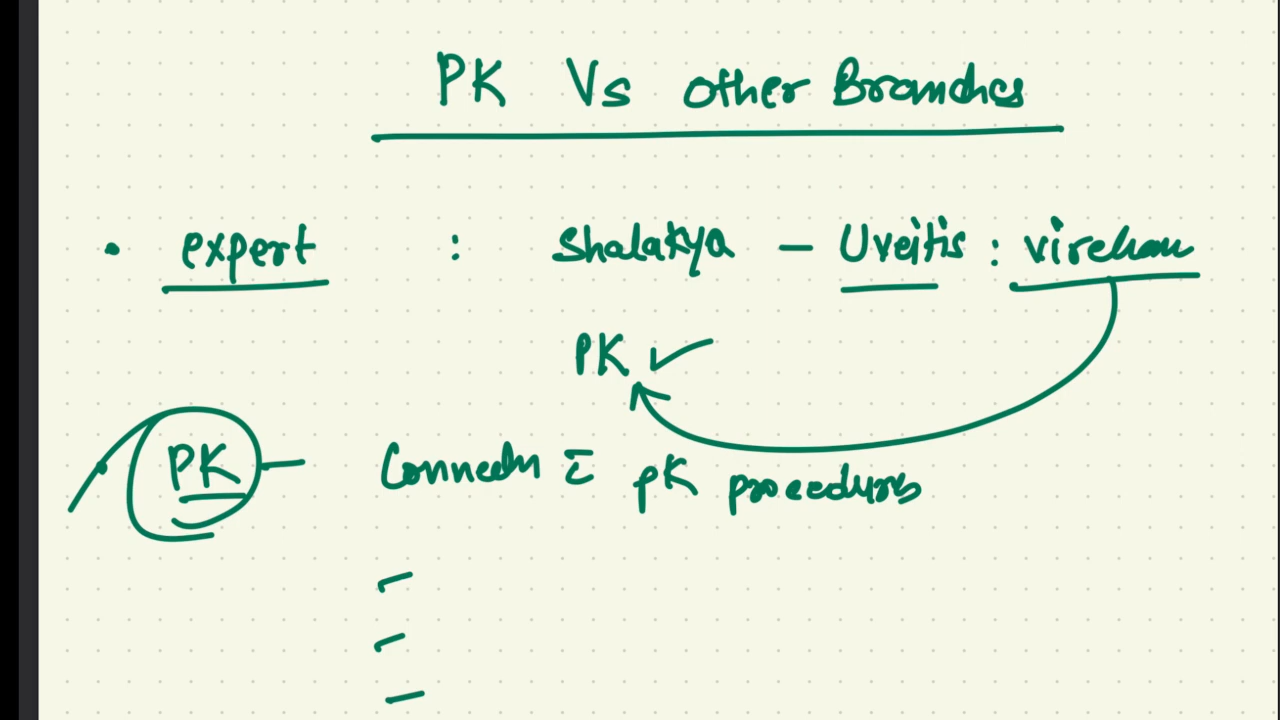 PK Vs other Branches
• expert : Shalakya - Uveitis : virechan
PK ✓
• PK - Connectn c̄ pK procedures
-
-
-